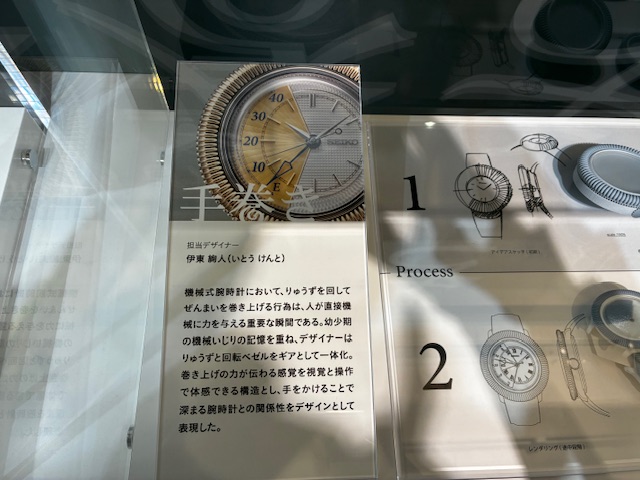 40
30
20
10
E
SEIKO
手巻き
担当デザイナー
伊東 絢人(いとう けんと)
機械式腕時計において、りゅうずを回して
ぜんまいを巻き上げる行為は、人が直接機
械に力を与える重要な瞬間である。幼少期
の機械いじりの記憶を重ね、デザイナーは
りゅうずと回転ベゼルをギアとして一体化。
巻き上げの力が伝わる感覚を視覚と操作
で体感できる構造とし、手をかけることで
深まる腕時計との関係性をデザインとして
表現した。
1
Process
2